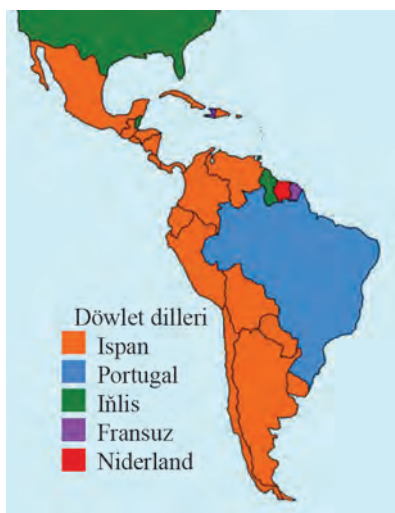 Döwlet dilleri
Ispan
Portugal
Iňlis
Fransuz
Niderland